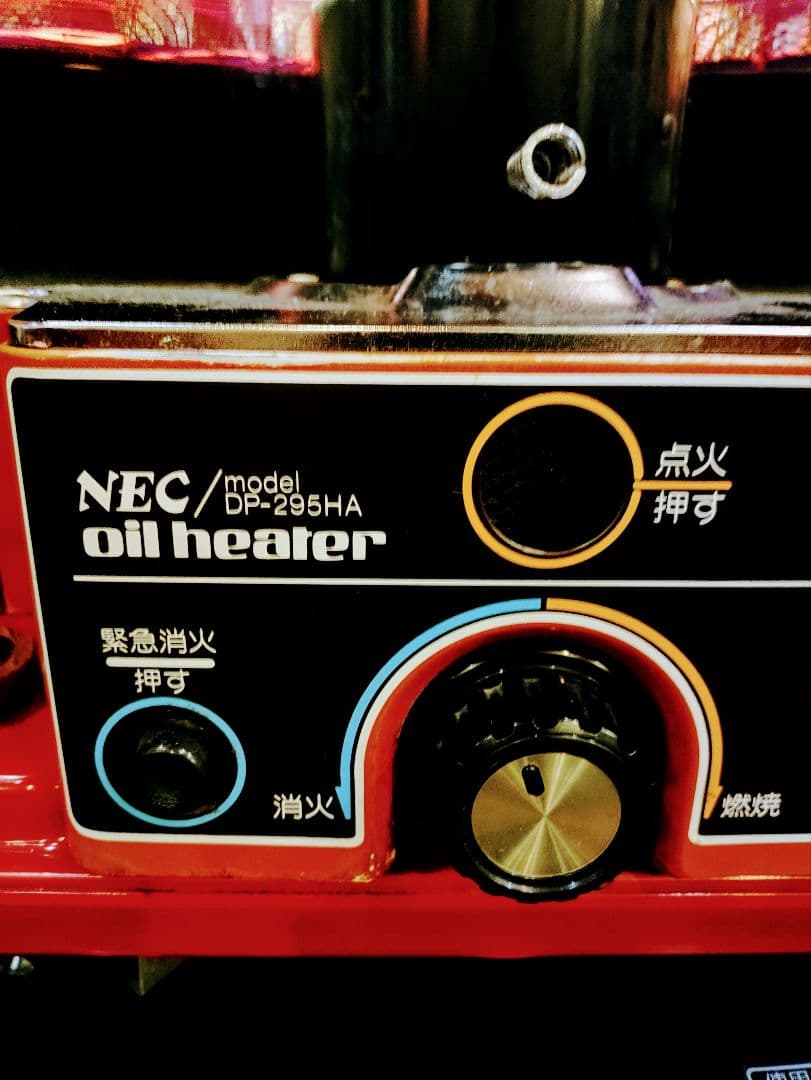 NEC/model
DP-295HA
oil heater
点火
押す
緊急消火
押す
消火
燃焼